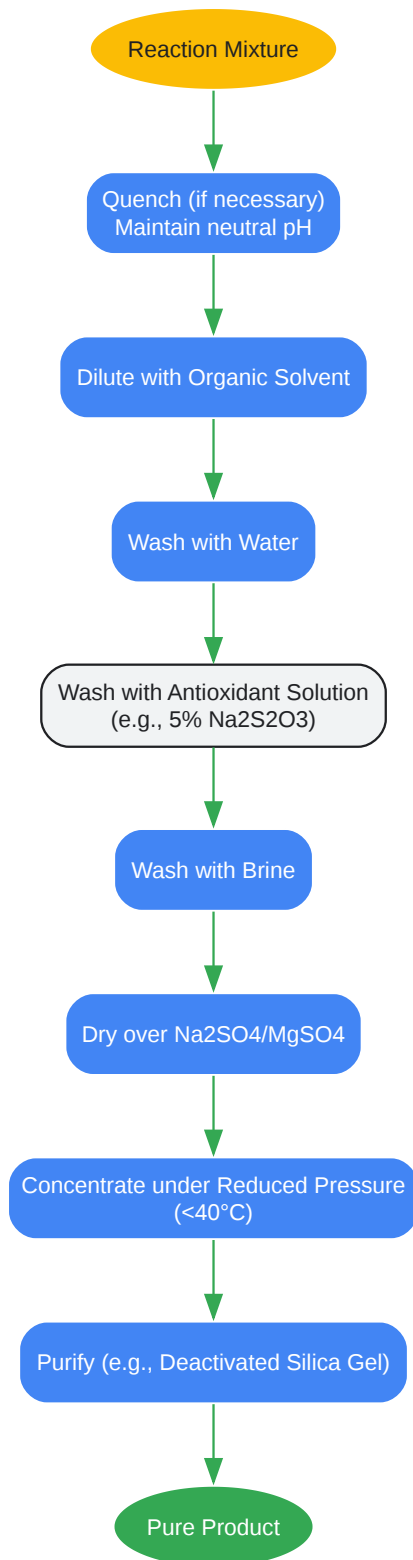 Reaction Mixture
Quench (if necessary)
Maintain neutral pH
Dilute with Organic Solvent
Wash with Water
Wash with Antioxidant Solution
(e.g., 5% Na2S2O3)
Wash with Brine
Dry over Na2SO4/MgSO4
Concentrate under Reduced Pressure
(<40°C)
Purify (e.g., Deactivated Silica Gel)
Pure Product